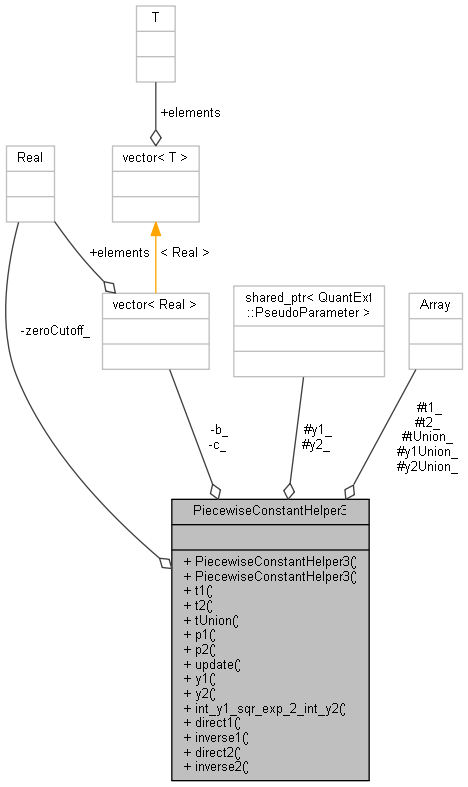 T
+elements
Real
vector< T >
+elements
< Real >
-zeroCutoff_
vector< Real >
shared_ptr< QuantExt
::PseudoParameter >
Array
-b_
-c_
#y1_
#y2_
#t1_
#t2_
#tUnion_
#y1Union_
#y2Union_
PiecewiseConstantHelper3
+ PiecewiseConstantHelper3()
+ PiecewiseConstantHelper3()
+ t1()
+ t2()
+ tUnion()
+ p1()
+ p2()
+ update()
+ y1()
+ y2()
+ int_y1_sqr_exp_2_int_y2()
+ direct1()
+ inverse1()
+ direct2()
+ inverse2()